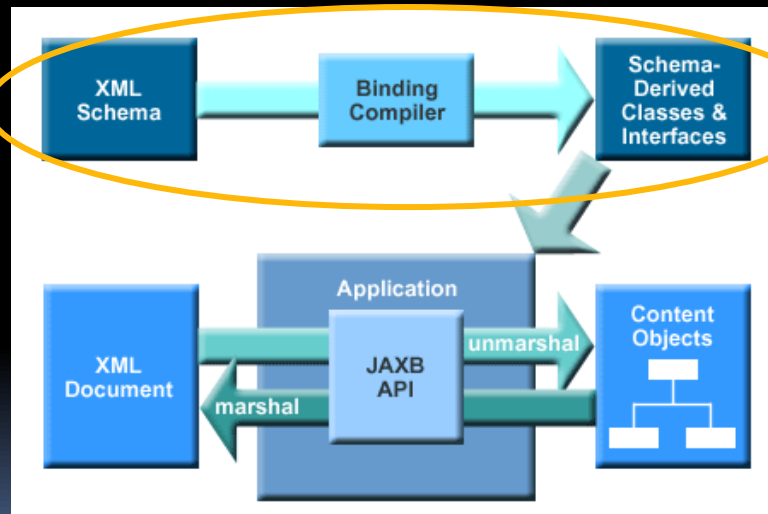 XML
Schema
Binding
Compiler
Schema-
Derived
Classes &
Interfaces
Application
XML
Document
JAXB
API
unmarshal
marshal
Content
Objects